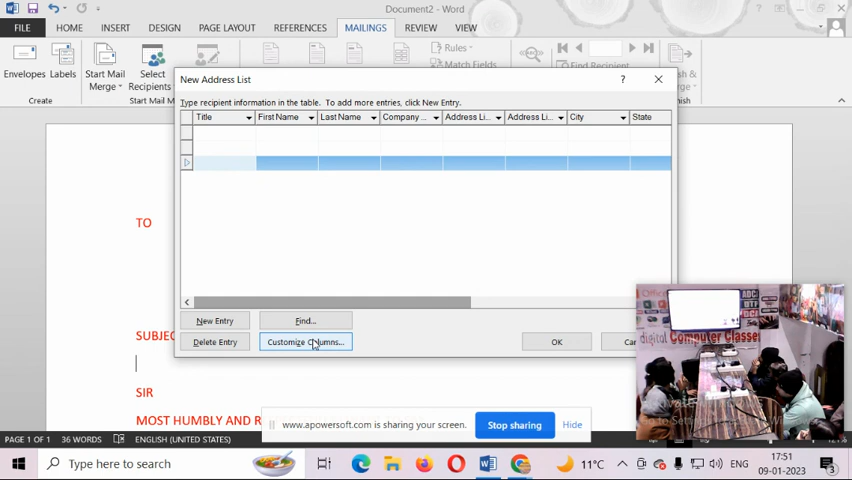 Document2 - Word
FILE HOME INSERT DESIGN PAGE LAYOUT REFERENCES MAILINGS REVIEW VIEW
Envelopes Labels Start Mail Merge Select Recipients
Rules
Match Fields
Find Recipient
Create Start Mail
New Address List
Type recipient information in the table. To add more entries, click New Entry.
Title First Name Last Name Company ... Address Li... Address Li... City State
New Entry Find...
Delete Entry Customize Columns... OK
TO
SUBJEC
SIR
MOST HUMBLY AND R
digital Computer Classes
www.apowersoft.com is sharing your screen. Stop sharing Hide
PAGE 1 OF 1 36 WORDS ENGLISH (UNITED STATES)
Type here to search 11°C ENG 17:51
09-01-2023 3